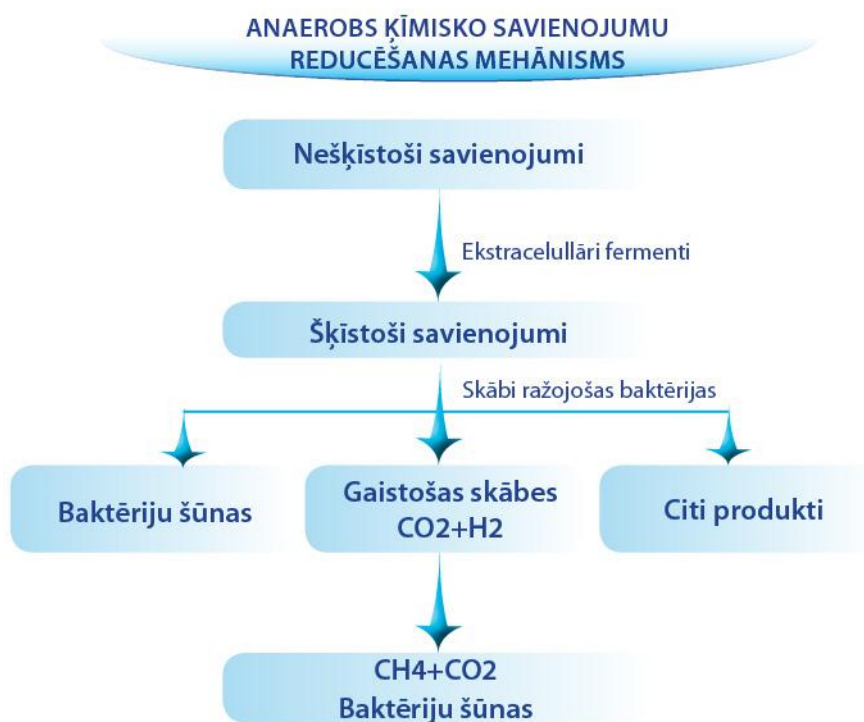 ANAEROBS ĶĪMISKO SAVIENOJUMU
REDUCĒŠANAS MEHĀNISMS
Nešķīstoši savienojumi
Ekstracelullāri fermenti
Šķīstoši savienojumi
Skābi ražojošas baktērijas
Baktēriju šūnas
Gaistošas skābes
CO2+H2
Citi produkti
CH4+CO2
Baktēriju šūnas